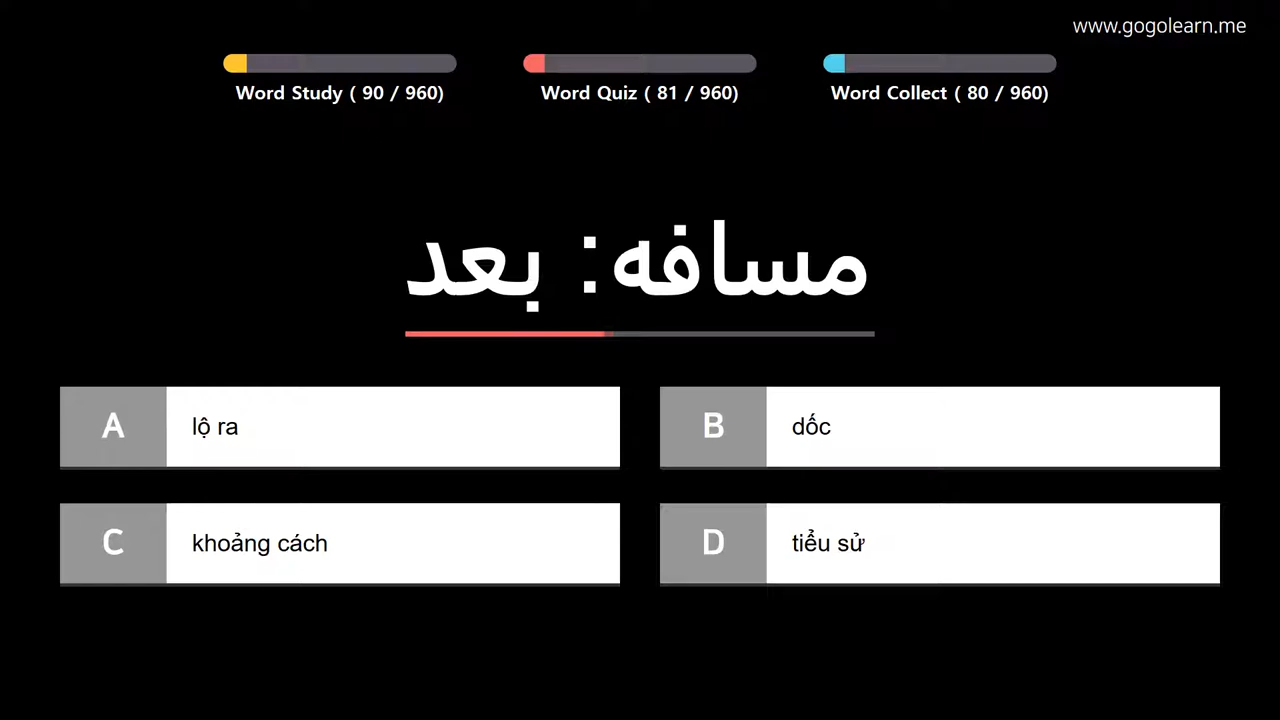 www.gogolearn.me
Word Study ( 90 / 960)
Word Quiz ( 81 / 960)
Word Collect ( 80 / 960)
مسافه: بعد
A lộ ra
B dốc
C khoảng cách
D tiểu sử